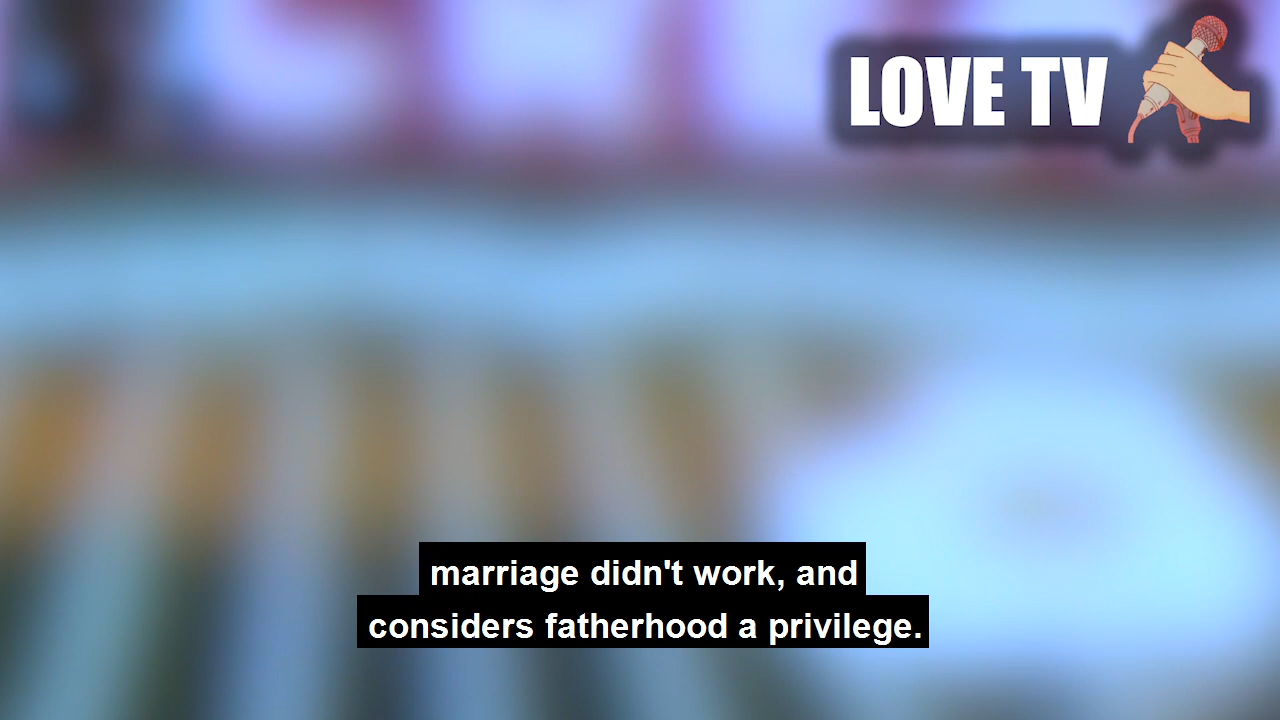 LOVE TV
marriage didn't work, and
considers fatherhood a privilege.